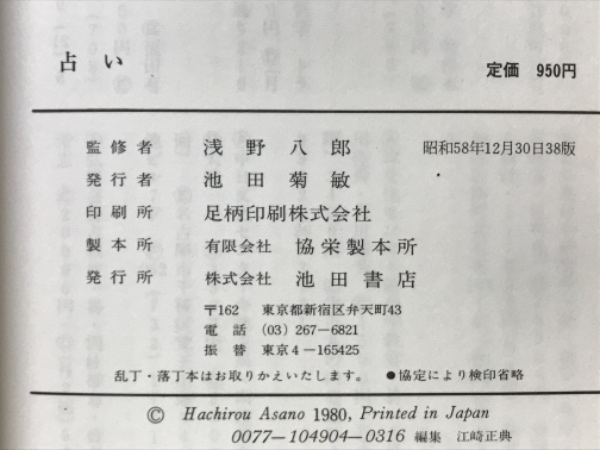 占い
定価 950円
監修者 浅野八郎 昭和58年12月30日38版
発行者 池田菊敏
印刷所 足柄印刷株式会社
製本所 有限会社 協栄製本所
発行所 株式会社 池田書店
〒162 東京都新宿区弁天町43
電話 (03) 267-6821
振替 東京4-165425
乱丁・落丁本はお取りかえいたします。 ●協定により検印省略
© Hachirou Asano 1980, Printed in Japan
0077-104904-0316 編集 江崎正典